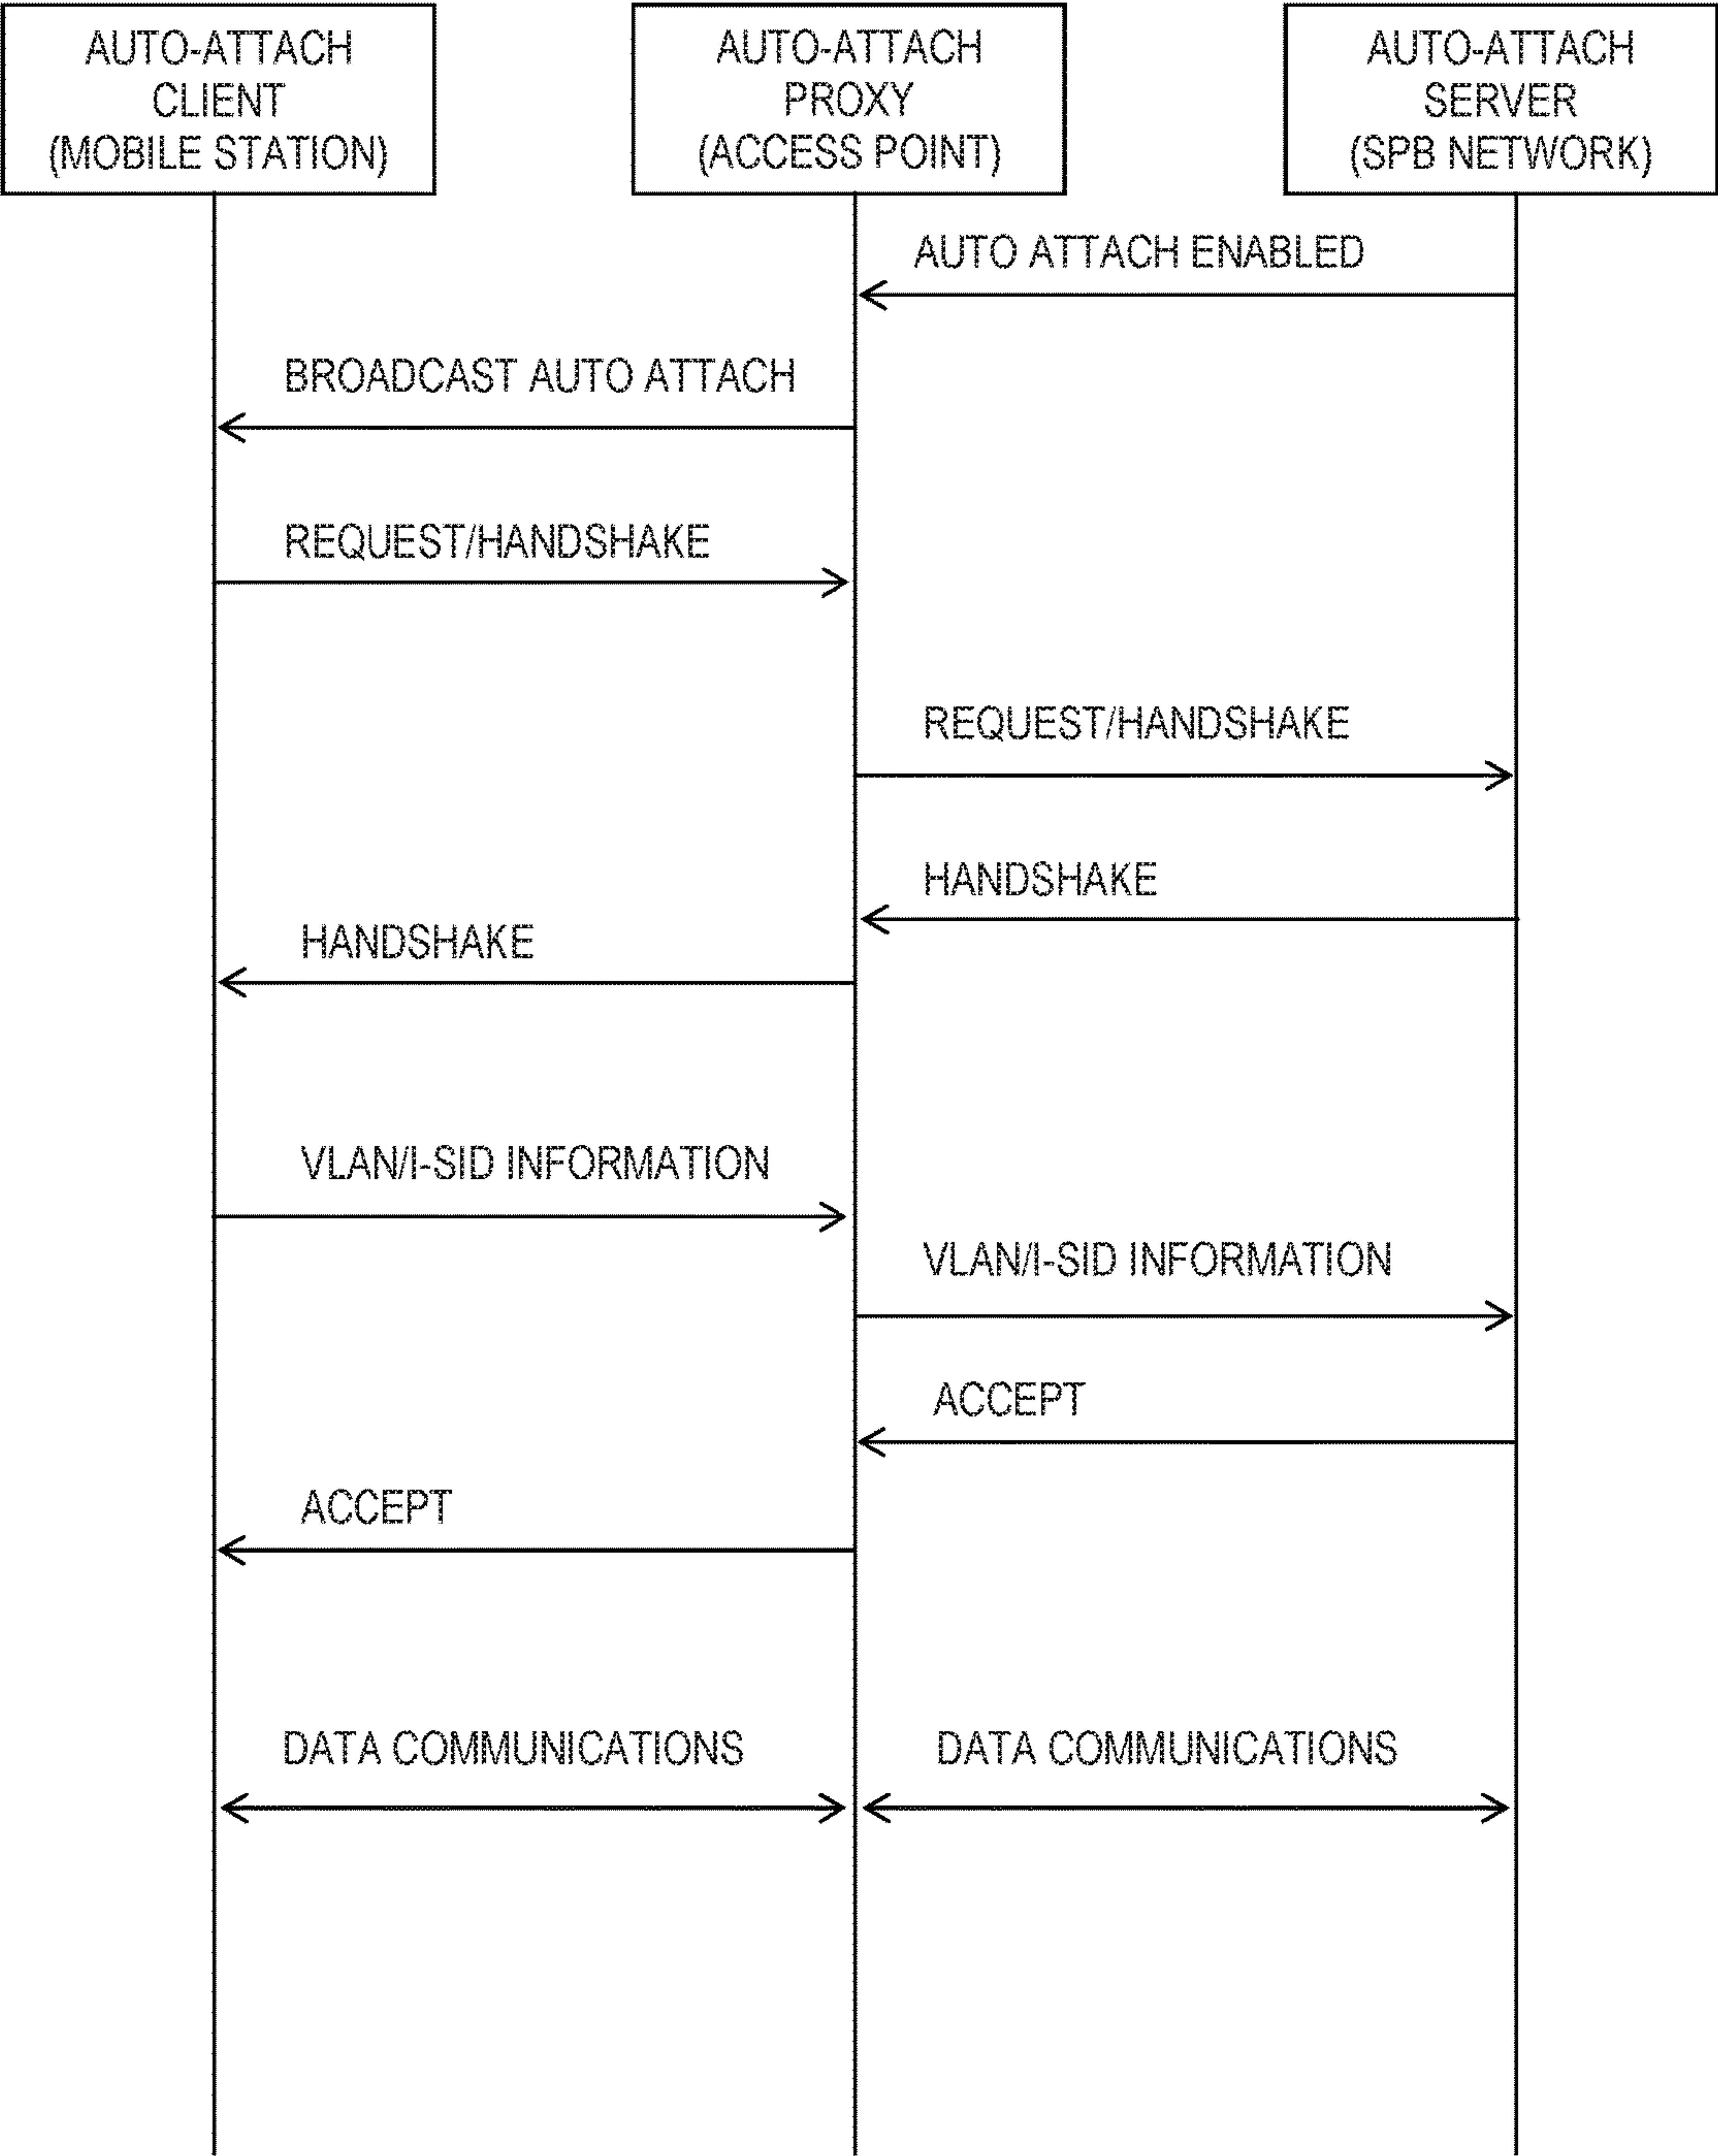 AUTO-ATTACH
CLIENT
(MOBILE STATION)
AUTO-ATTACH
PROXY
(ACCESS POINT)
AUTO-ATTACH
SERVER
(SPB NETWORK)
AUTO ATTACH ENABLED
BROADCAST AUTO ATTACH
REQUEST/HANDSHAKE
REQUEST/HANDSHAKE
HANDSHAKE
HANDSHAKE
VLAN/I-SID INFORMATION
VLAN/I-SID INFORMATION
ACCEPT
ACCEPT
DATA COMMUNICATIONS
DATA COMMUNICATIONS